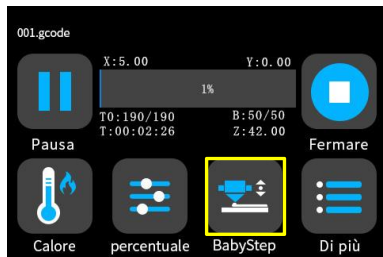 001.gcode
X:5.00 Y:0.00
1%
T0:190/190 B:50/50
T:00:02:26 Z:42.00
Pausa Fermare
Calore percentuale BabyStep Di più